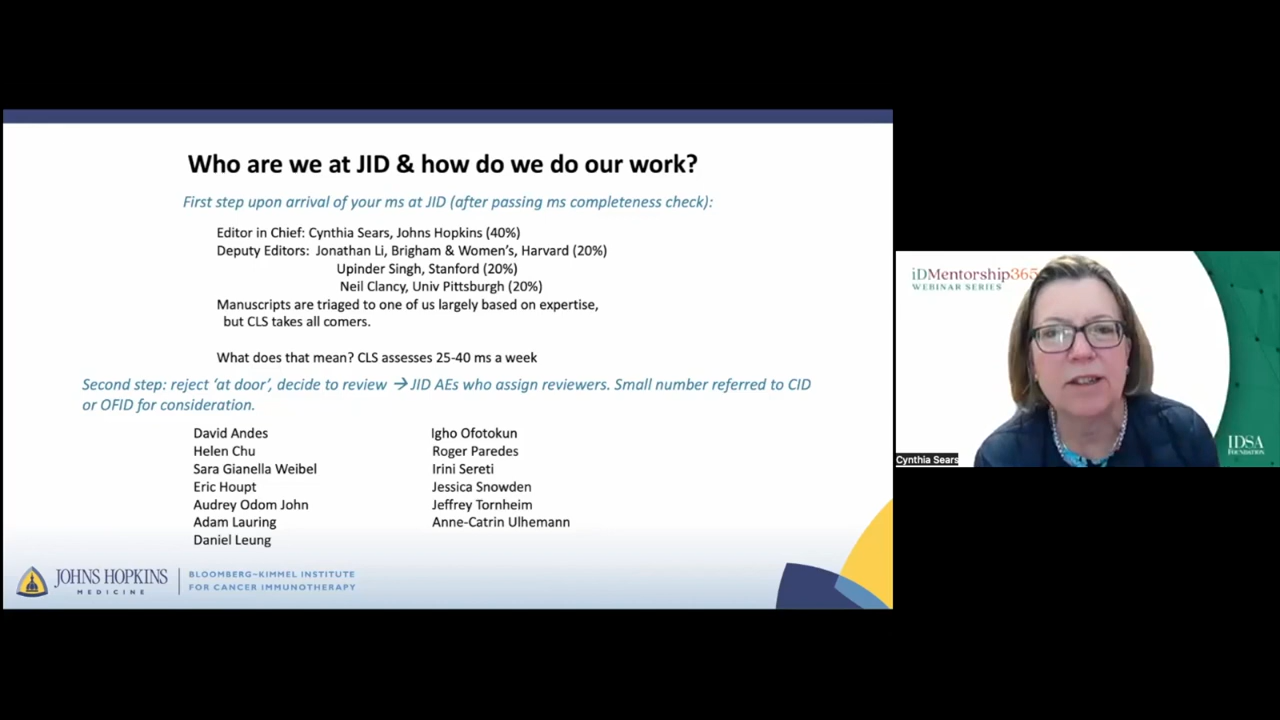 Who are we at JID & how do we do our work?
First step upon arrival of your ms at JID (after passing ms completeness check):
Editor in Chief: Cynthia Sears, Johns Hopkins (40%)
Deputy Editors: Jonathan Li, Brigham & Women's, Harvard (20%)
Upinder Singh, Stanford (20%)
Neil Clancy, Univ Pittsburgh (20%)
Manuscripts are triaged to one of us largely based on expertise,
but CLS takes all comers.
What does that mean? CLS assesses 25-40 ms a week
Second step: reject 'at door', decide to review → JID AEs who assign reviewers. Small number referred to CID
or OFID for consideration.
David Andes
Helen Chu
Sara Gianella Weibel
Eric Houpt
Audrey Odom John
Adam Lauring
Daniel Leung
Igho Ofotokun
Roger Paredes
Irini Sereti
Jessica Snowden
Jeffrey Tornheim
Anne-Catrin Ulhemann
JOHNS HOPKINS
MEDICINE
BLOOMBERG~KIMMEL INSTITUTE
FOR CANCER IMMUNOTHERAPY
iDMentorship365
WEBINAR SERIES
IDSA
FOUNDATION
Cynthia Sears